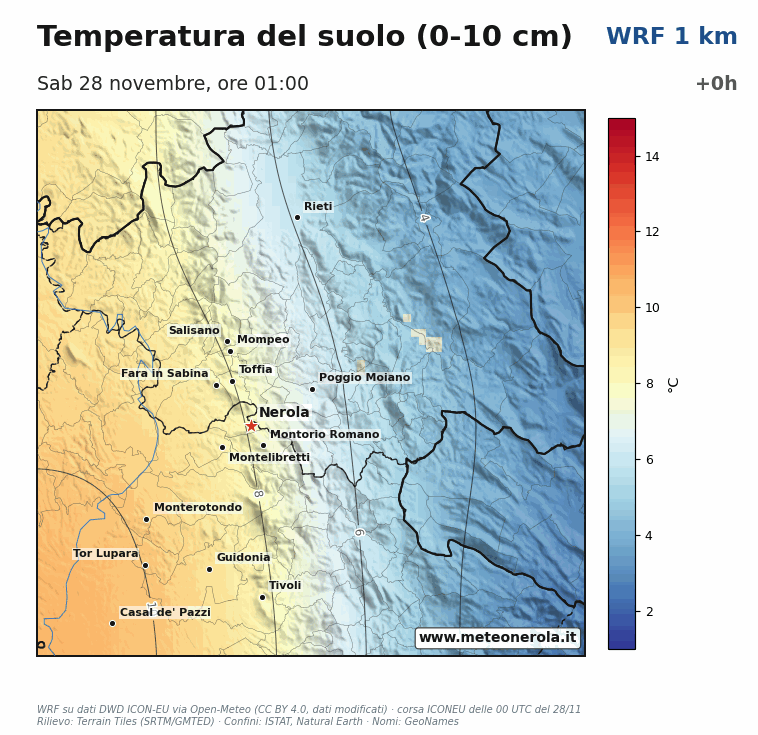 Temperatura del suolo (0-10 cm)
WRF 1 km
Sab 28 novembre, ore 01:00
+0h
Rieti
4
Salisano
Mompeo
Fara in Sabina
Toffia
Poggio Moiano
Nerola
Montorio Romano
Montelibretti
8
Monterotondo
6
Tor Lupara
Guidonia
Tivoli
Casal de' Pazzi
www.meteonerola.it
14
12
10
8
6
4
2
°C
WRF su dati DWD ICON-EU via Open-Meteo (CC BY 4.0, dati modificati) · corsa ICONEU delle 00 UTC del 28/11
Rilievo: Terrain Tiles (SRTM/GMTED) · Confini: ISTAT, Natural Earth · Nomi: GeoNames